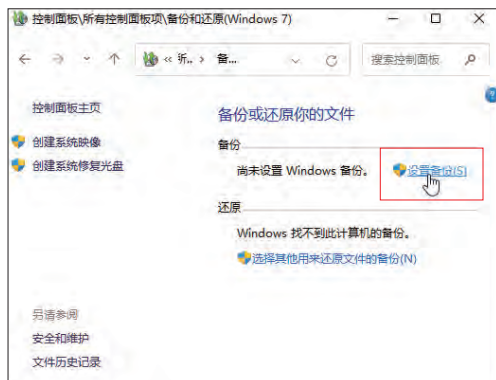 控制面板\所有控制面板项\备份和还原(Windows 7)
« 所.. › 备...
搜索控制面板
控制面板主页
创建系统映像
创建系统修复光盘
备份或还原你的文件
备份
尚未设置 Windows 备份。
设置备份(S)
还原
Windows 找不到此计算机的备份。
选择其他用来还原文件的备份(N)
另请参阅
安全和维护
文件历史记录